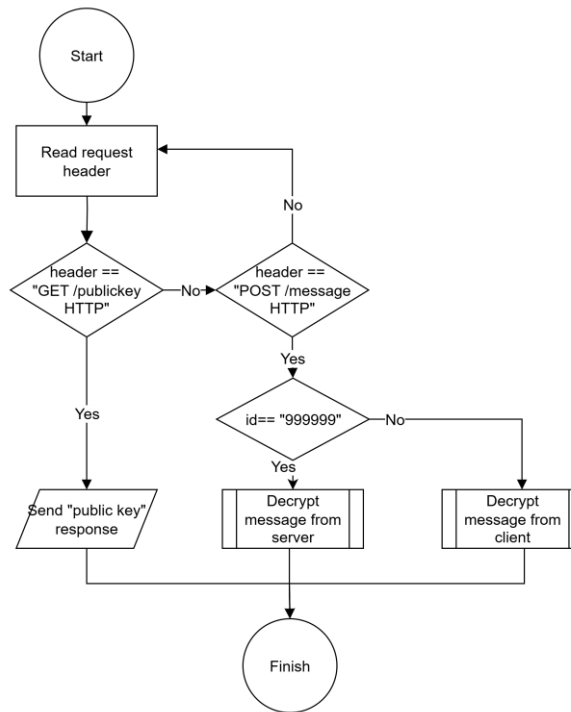 Start
Read request
header
No
header ==
"GET /publickey
HTTP"
No
header ==
"POST /message
HTTP"
Yes
Yes
id== "999999"
No
Yes
Send "public key"
response
Decrypt
message from
server
Decrypt
message from
client
Finish